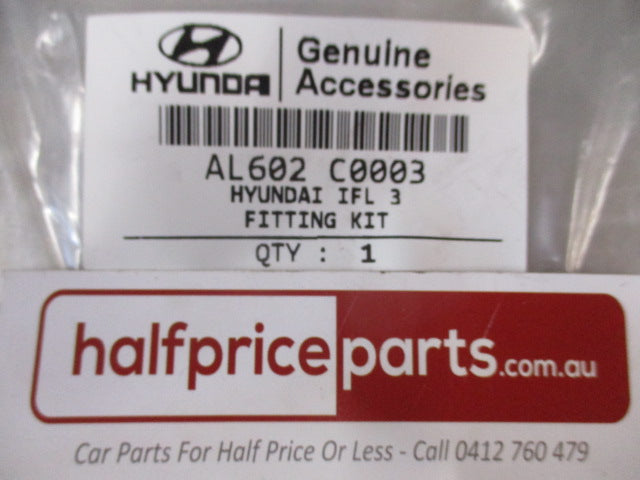 HYUNDAI
Genuine
Accessories
AL602 C0003
HYUNDAI IFL 3
FITTING KIT
QTY : 1
halfpriceparts.com.au
Car Parts For Half Price Or Less - Call 0412 760 479